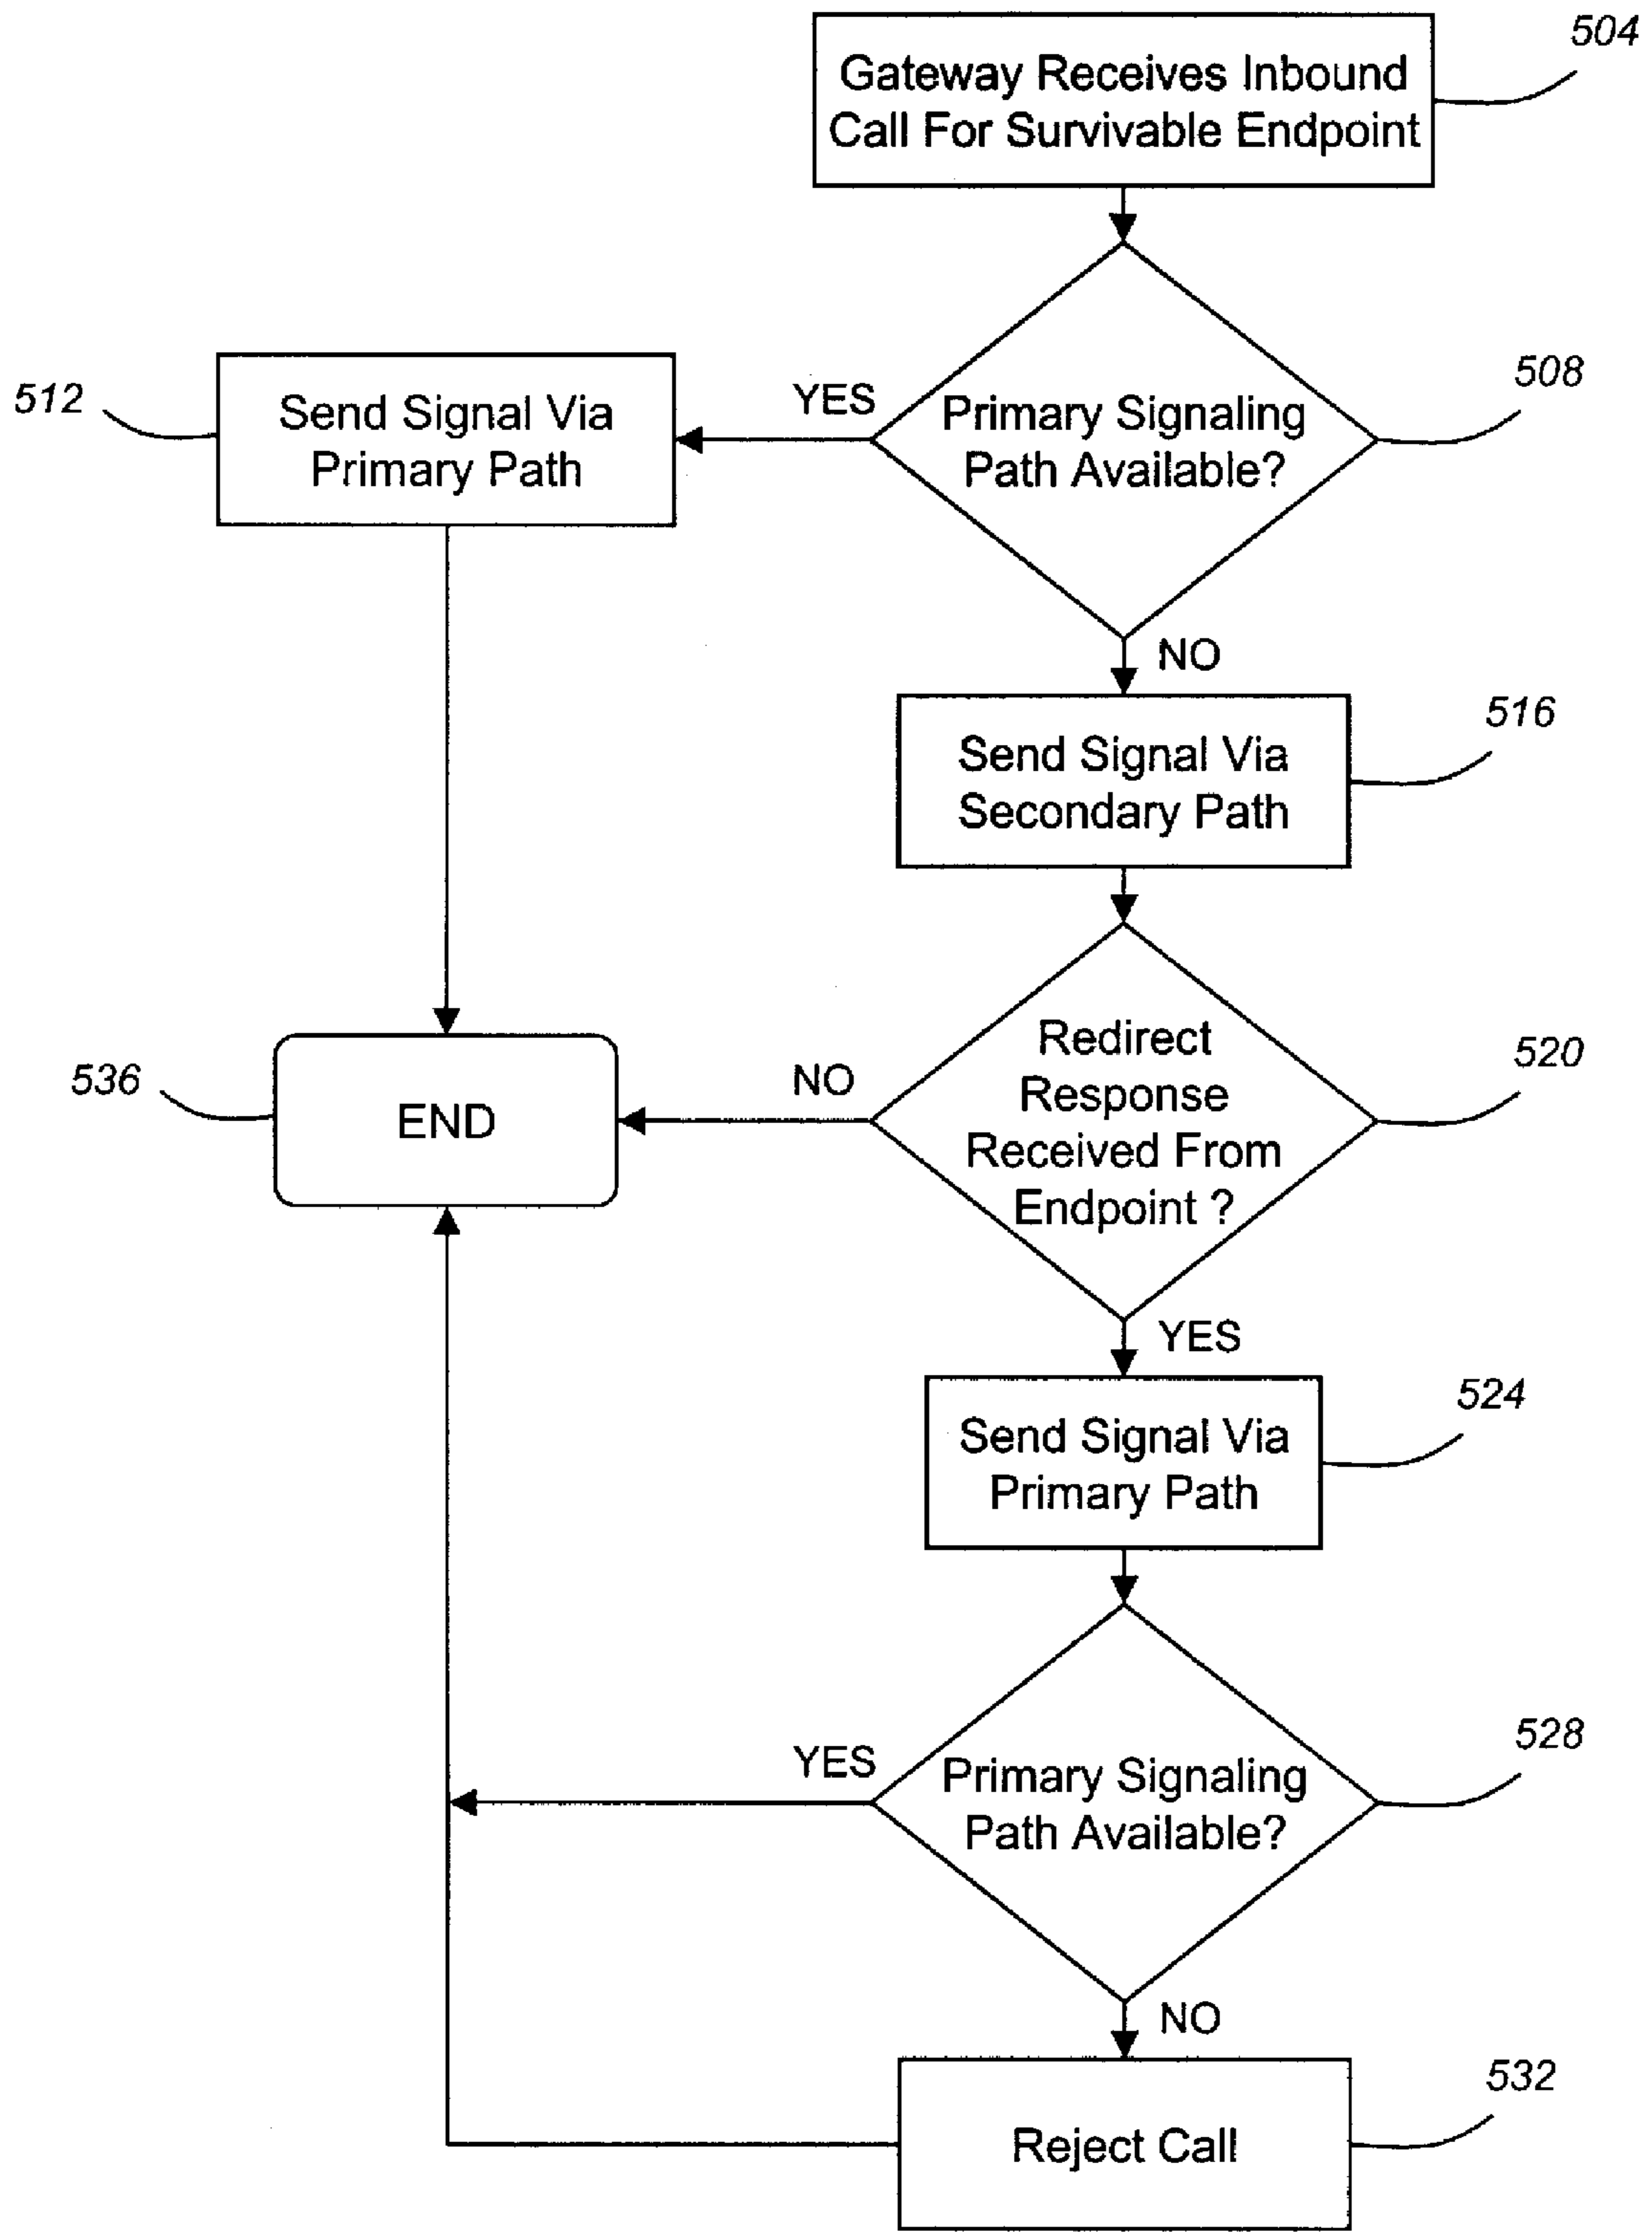 504
Gateway Receives Inbound
Call For Survivable Endpoint
508
Primary Signaling
Path Available?
YES
512
Send Signal Via
Primary Path
NO
516
Send Signal Via
Secondary Path
520
Redirect
Response
Received From
Endpoint ?
NO
536
END
YES
524
Send Signal Via
Primary Path
528
Primary Signaling
Path Available?
YES
NO
532
Reject Call